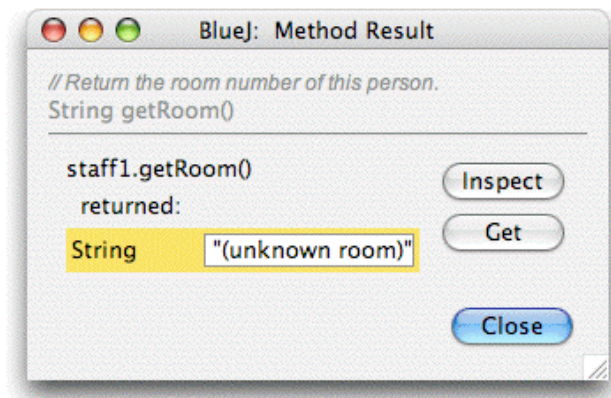 BlueJ: Method Result
// Return the room number of this person.
String getRoom()
staff1.getRoom()
returned:
String "(unknown room)"
Inspect
Get
Close